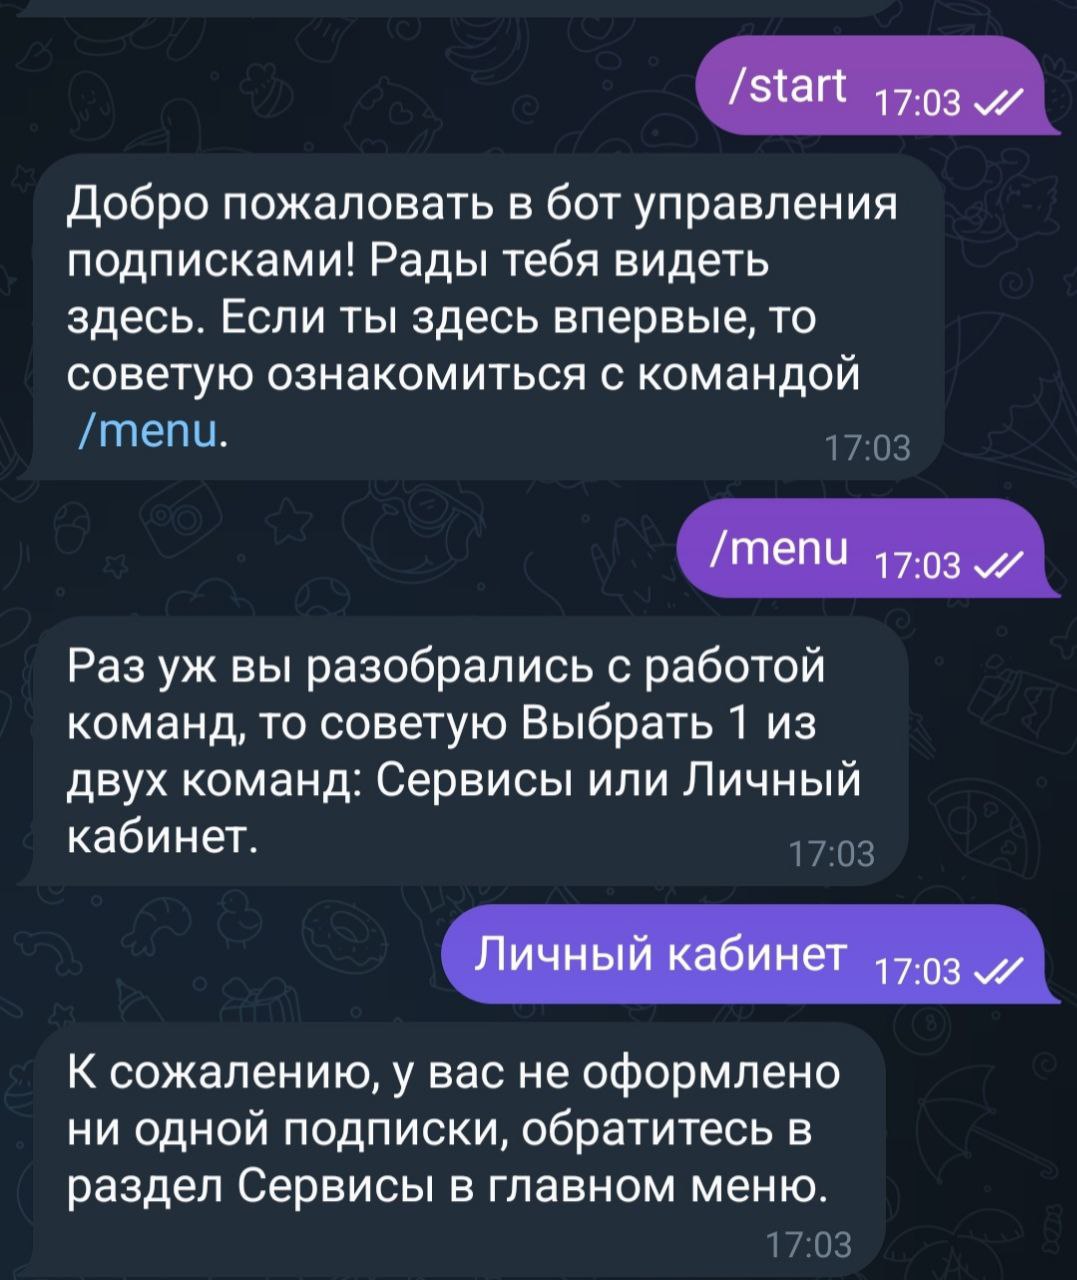 /start 17:03
Добро пожаловать в бот управления
подписками! Рады тебя видеть
здесь. Если ты здесь впервые, то
советую ознакомиться с командой
/menu.
17:03
/menu 17:03
Раз уж вы разобрались с работой
команд, то советую Выбрать 1 из
двух команд: Сервисы или Личный
кабинет.
17:03
Личный кабинет 17:03
К сожалению, у вас не оформлено
ни одной подписки, обратитесь в
раздел Сервисы в главном меню.
17:03